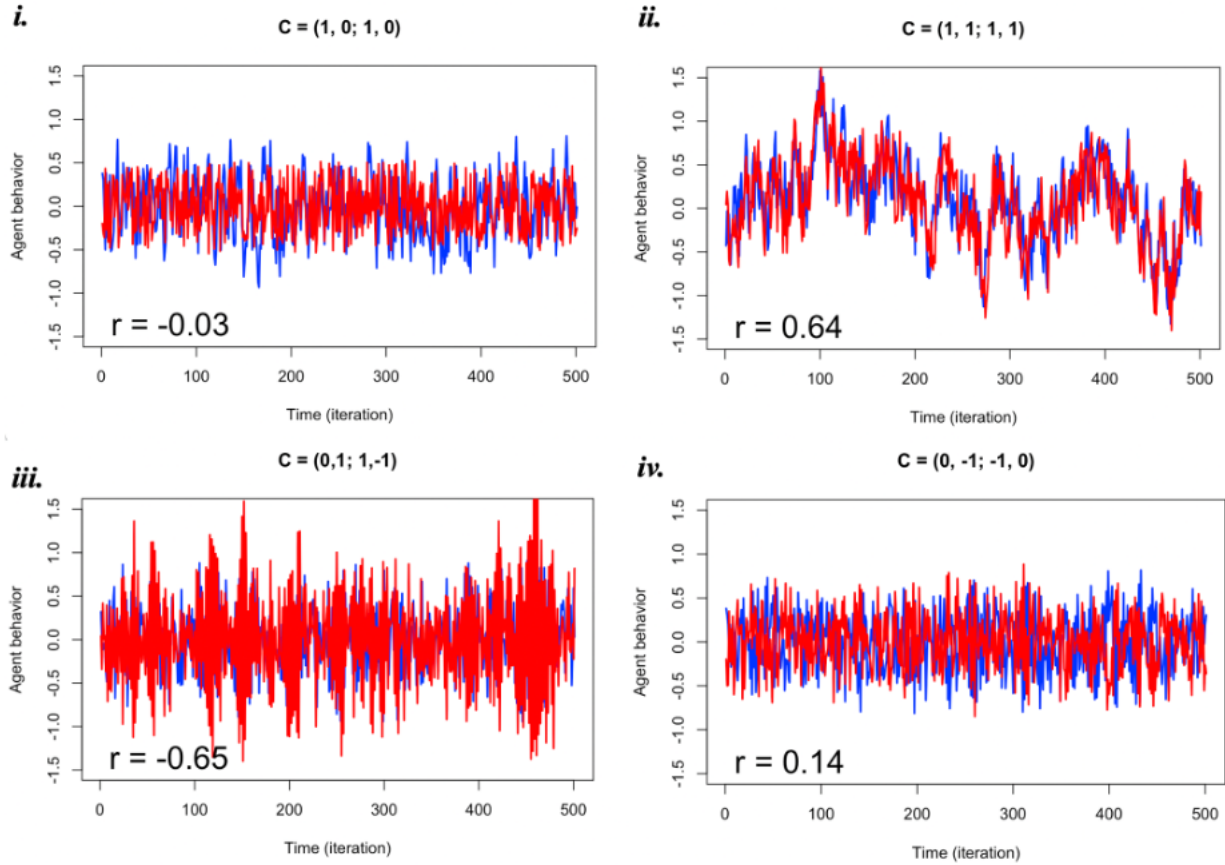 i.
C = (1, 0; 1, 0)
Agent behavior
1.5
1.0
0.5
0.0
-0.5
-1.0
-1.5
r = -0.03
0 100 200 300 400 500
Time (iteration)
ii.
C = (1, 1; 1, 1)
Agent behavior
1.5
1.0
0.5
0.0
-0.5
-1.0
-1.5
r = 0.64
0 100 200 300 400 500
Time (iteration)
iii.
C = (0,1; 1,-1)
Agent behavior
1.5
1.0
0.5
0.0
-0.5
-1.0
-1.5
r = -0.65
0 100 200 300 400 500
Time (iteration)
iv.
C = (0, -1; -1, 0)
Agent behavior
1.5
1.0
0.5
0.0
-0.5
-1.0
-1.5
r = 0.14
0 100 200 300 400 500
Time (iteration)